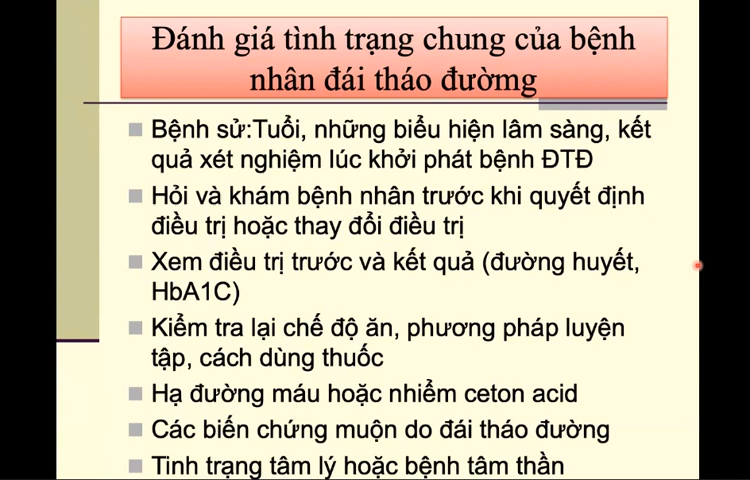 Đánh giá tình trạng chung của bệnh
nhân đái tháo đườmg
Bệnh sử:Tuổi, những biểu hiện lâm sàng, kết
quả xét nghiệm lúc khởi phát bệnh ĐTĐ
Hỏi và khám bệnh nhân trước khi quyết định
điều trị hoặc thay đổi điều trị
Xem điều trị trước và kết quả (đường huyết,
HbA1C)
Kiểm tra lại chế độ ăn, phương pháp luyện
tập, cách dùng thuốc
Hạ đường máu hoặc nhiễm ceton acid
Các biến chứng muộn do đái tháo đường
Tinh trạng tâm lý hoặc bệnh tâm thần